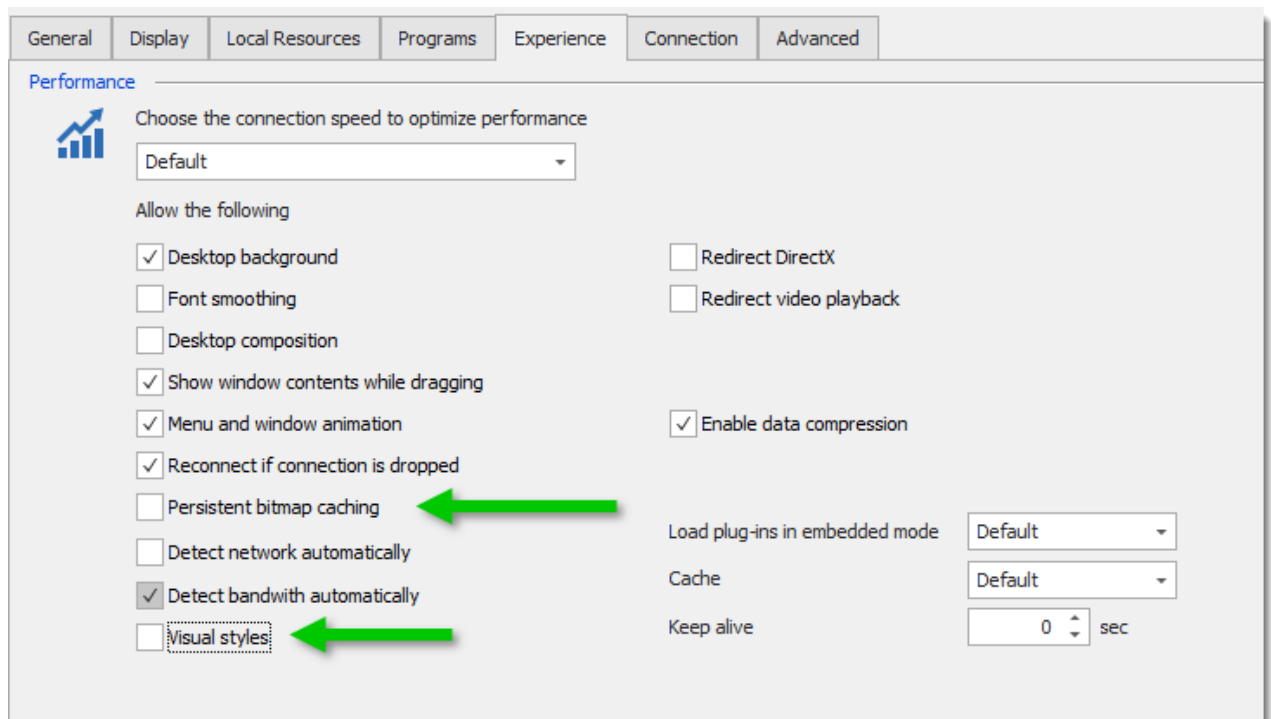 General Display Local Resources Programs Experience Connection Advanced
Performance
Choose the connection speed to optimize performance
Default
Allow the following
Desktop background
Redirect DirectX
Font smoothing
Redirect video playback
Desktop composition
Show window contents while dragging
Menu and window animation
Enable data compression
Reconnect if connection is dropped
Persistent bitmap caching
Load plug-ins in embedded mode Default
Detect network automatically
Cache Default
Detect bandwith automatically
Keep alive 0 sec
Visual styles